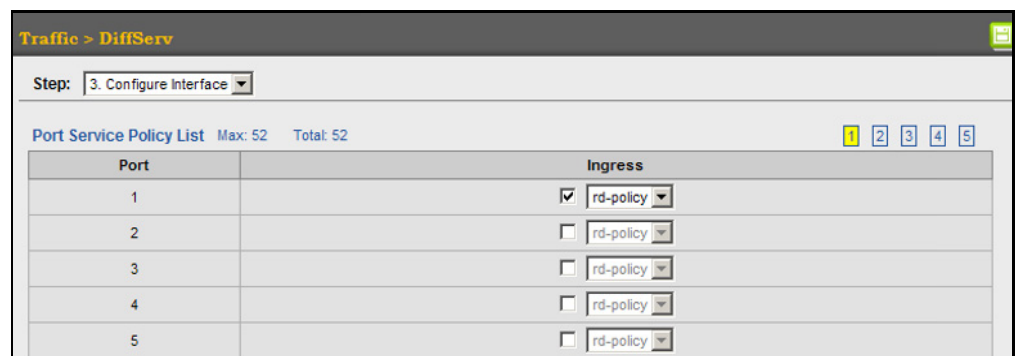 Traffic > DiffServ
Step: 3. Configure Interface
Port Service Policy List Max: 52 Total: 52 1 2 3 4 5
Port Ingress
1 rd-policy
2 rd-policy
3 rd-policy
4 rd-policy
5 rd-policy